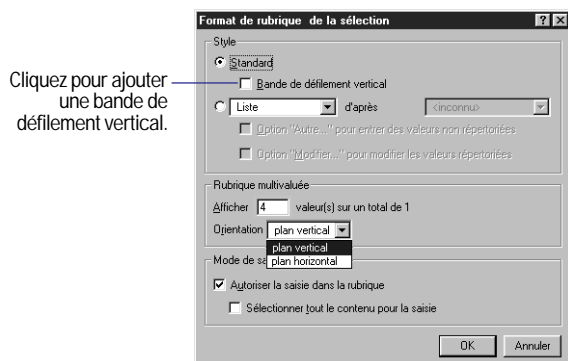 Format de rubrique de la sélection
Style
Standard
Cliquez pour ajouter
une bande de
défilement vertical.
Bande de défilement vertical
Liste d'après <inconnu>
Option "Autre..." pour entrer des valeurs non répertoriées
Option "Modifier..." pour modifier les valeurs répertoriées
Rubrique multivaluée
Afficher 4 valeur(s) sur un total de 1
Orientation plan vertical
plan vertical
plan horizontal
Mode de sa
Autoriser la saisie dans la rubrique
Sélectionner tout le contenu pour la saisie
OK Annuler